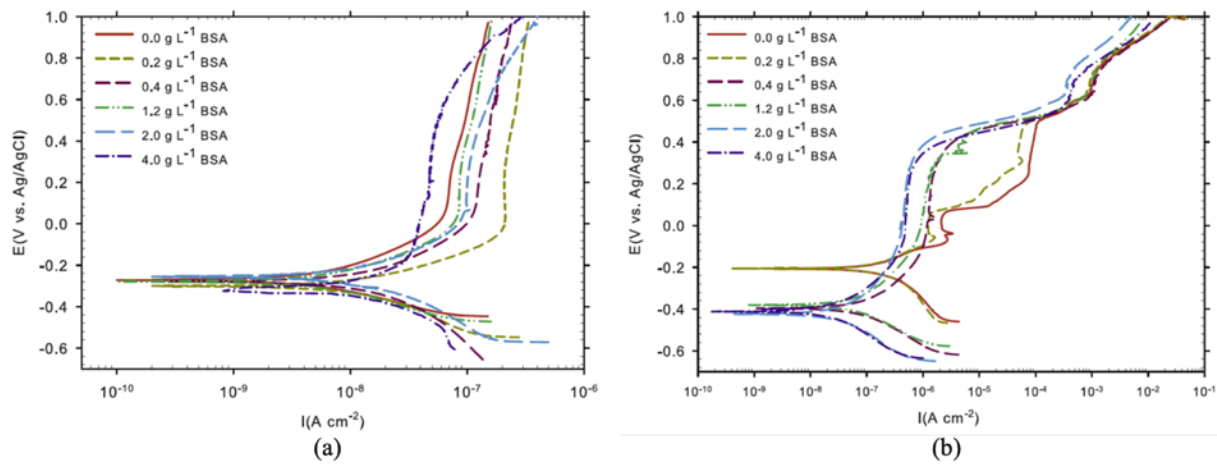 1.0
0.8
0.6
0.4
0.2
0.0
-0.2
-0.4
-0.6
E(V vs. Ag/AgCl)
0.0 g L⁻¹ BSA
0.2 g L⁻¹ BSA
0.4 g L⁻¹ BSA
1.2 g L⁻¹ BSA
2.0 g L⁻¹ BSA
4.0 g L⁻¹ BSA
10⁻¹⁰ 10⁻⁹ 10⁻⁸ 10⁻⁷ 10⁻⁶
I(A cm⁻²)
(a)
1.0
0.8
0.6
0.4
0.2
0.0
-0.2
-0.4
-0.6
E(V vs. Ag/AgCl)
0.0 g L⁻¹ BSA
0.2 g L⁻¹ BSA
0.4 g L⁻¹ BSA
1.2 g L⁻¹ BSA
2.0 g L⁻¹ BSA
4.0 g L⁻¹ BSA
10⁻¹⁰ 10⁻⁹ 10⁻⁸ 10⁻⁷ 10⁻⁶ 10⁻⁵ 10⁻⁴ 10⁻³ 10⁻² 10⁻¹
I(A cm⁻²)
(b)